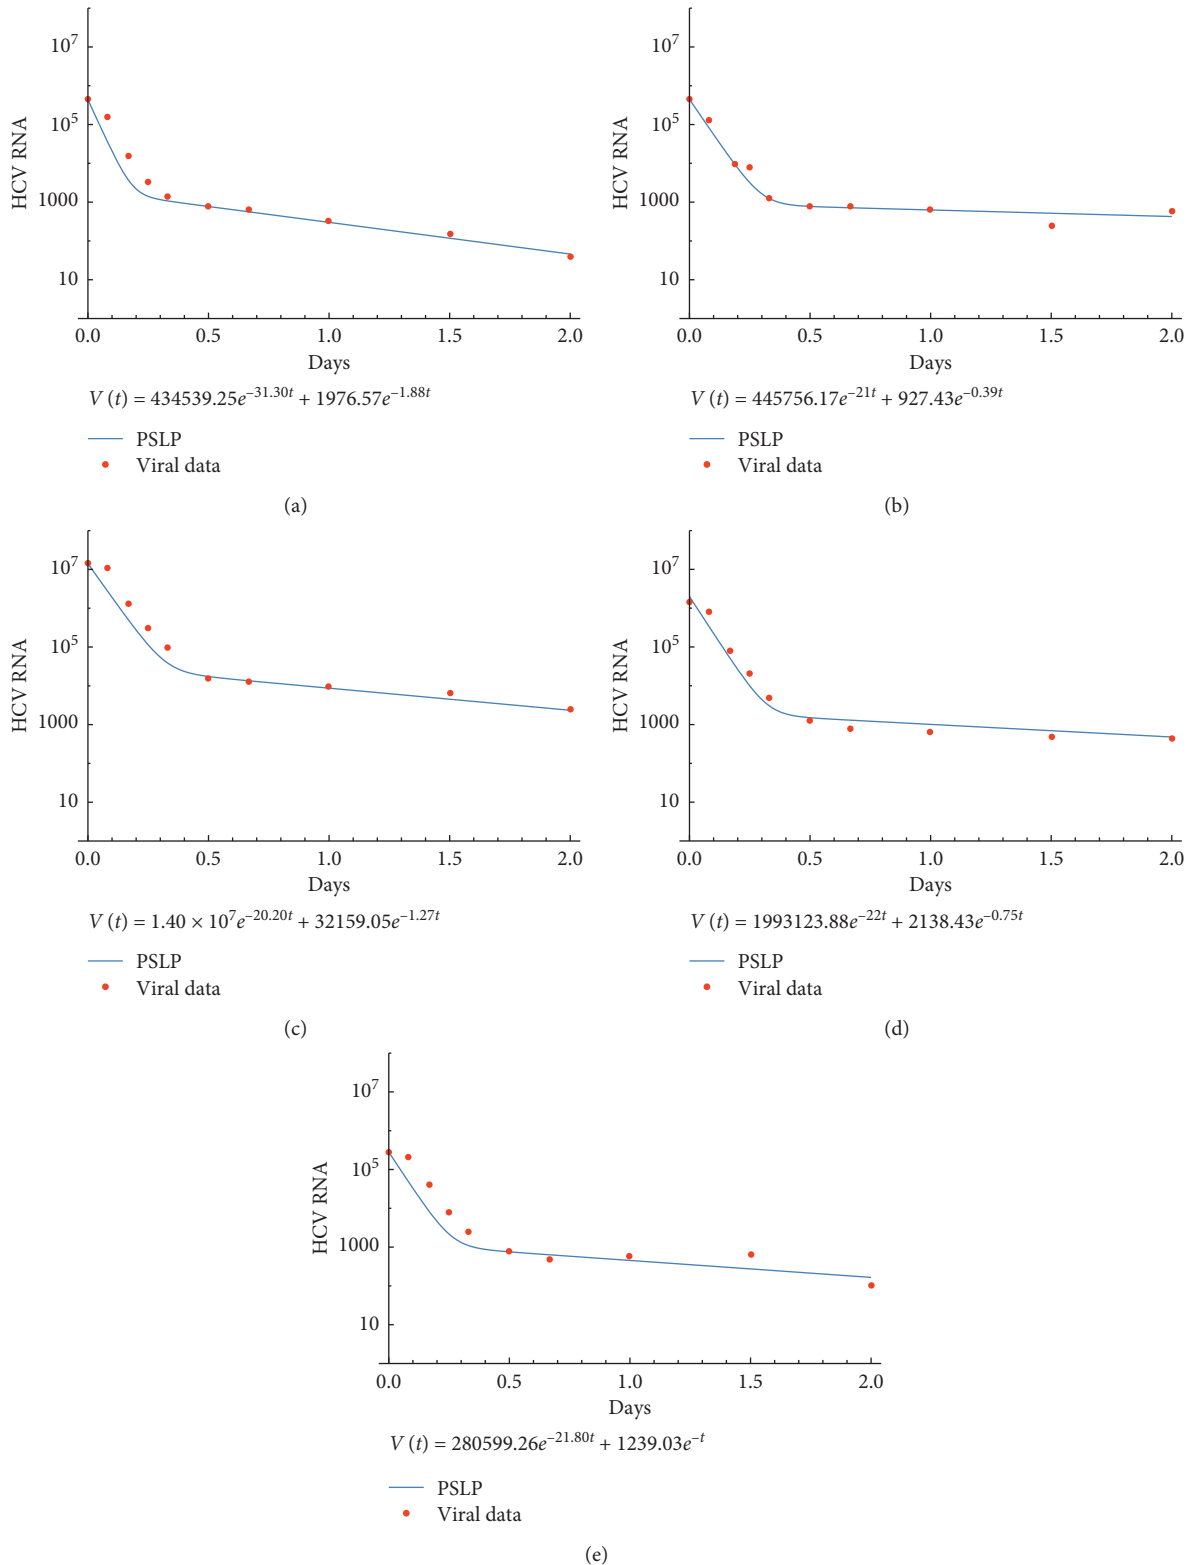 10^7
10^5
1000
10
HCV RNA
0.0 0.5 1.0 1.5 2.0
Days
V (t) = 434539.25e^{–31.30t} + 1976.57e^{–1.88t}
PSLP
Viral data
(a)
10^7
10^5
1000
10
HCV RNA
0.0 0.5 1.0 1.5 2.0
Days
V (t) = 445756.17e^{–21t} + 927.43e^{–0.39t}
PSLP
Viral data
(b)
10^7
10^5
1000
10
HCV RNA
0.0 0.5 1.0 1.5 2.0
Days
V (t) = 1.40 × 10^7e^{–20.20t} + 32159.05e^{–1.27t}
PSLP
Viral data
(c)
10^7
10^5
1000
10
HCV RNA
0.0 0.5 1.0 1.5 2.0
Days
V (t) = 1993123.88e^{–22t} + 2138.43e^{–0.75t}
PSLP
Viral data
(d)
10^7
10^5
1000
10
HCV RNA
0.0 0.5 1.0 1.5 2.0
Days
V (t) = 280599.26e^{–21.80t} + 1239.03e^{–t}
PSLP
Viral data
(e)